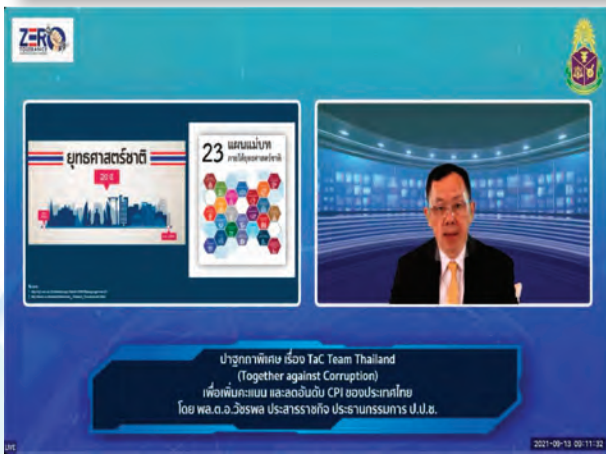 ZERO
TOLERANCE
ยุทธศาสตร์ชาติ
20 ปี
23 แผนแม่บท
ภายใต้ยุทธศาสตร์ชาติ
ปาฐกถาพิเศษ เรื่อง TaC Team Thailand
(Together against Corruption)
เพื่อเพิ่มคะแนน และลดอันดับ CPI ของประเทศไทย
โดย พล.ต.อ.วัชรพล ประสารราชกิจ ประธานกรรมการ ป.ป.ช.
2021-09-13 09:11:32